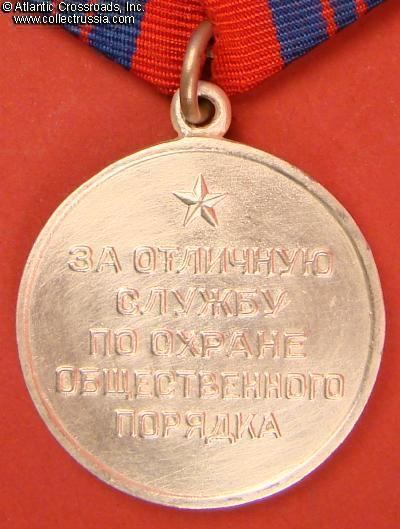 © Atlantic Crossroads, Inc.
www.collectrussia.com
ЗА ОТЛИЧНУЮ
СЛУЖБУ
ПО ОХРАНЕ
ОБЩЕСТВЕННОГО
ПОРЯДКА